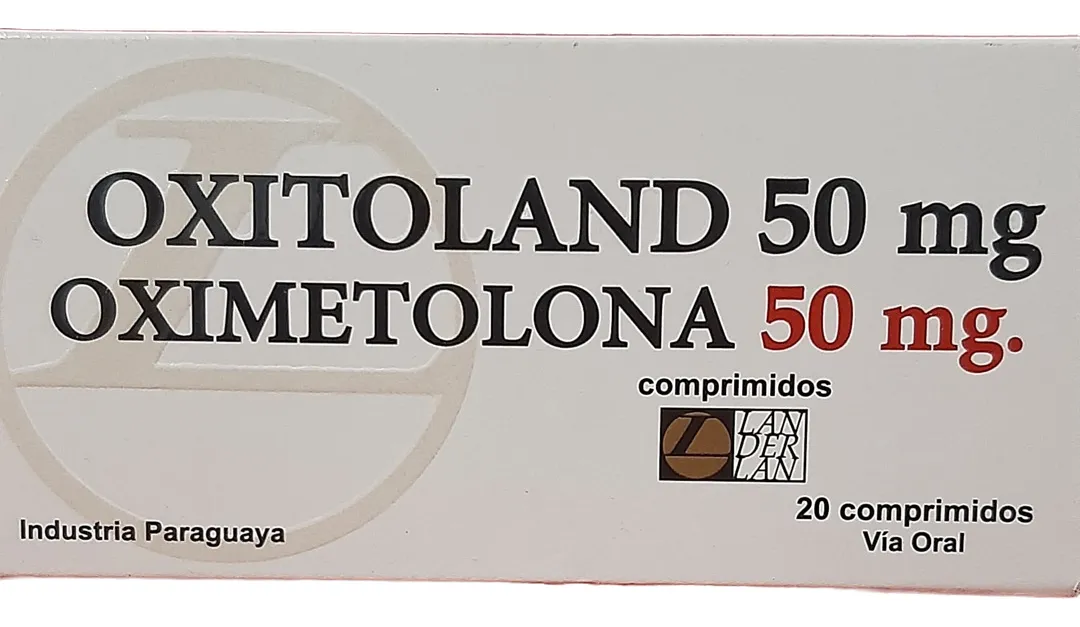 OXITOLAND 50 mg
OXIMETOLONA 50 mg.
comprimidos
LAN
DER
LAN
20 comprimidos
Vía Oral
Industria Paraguaya